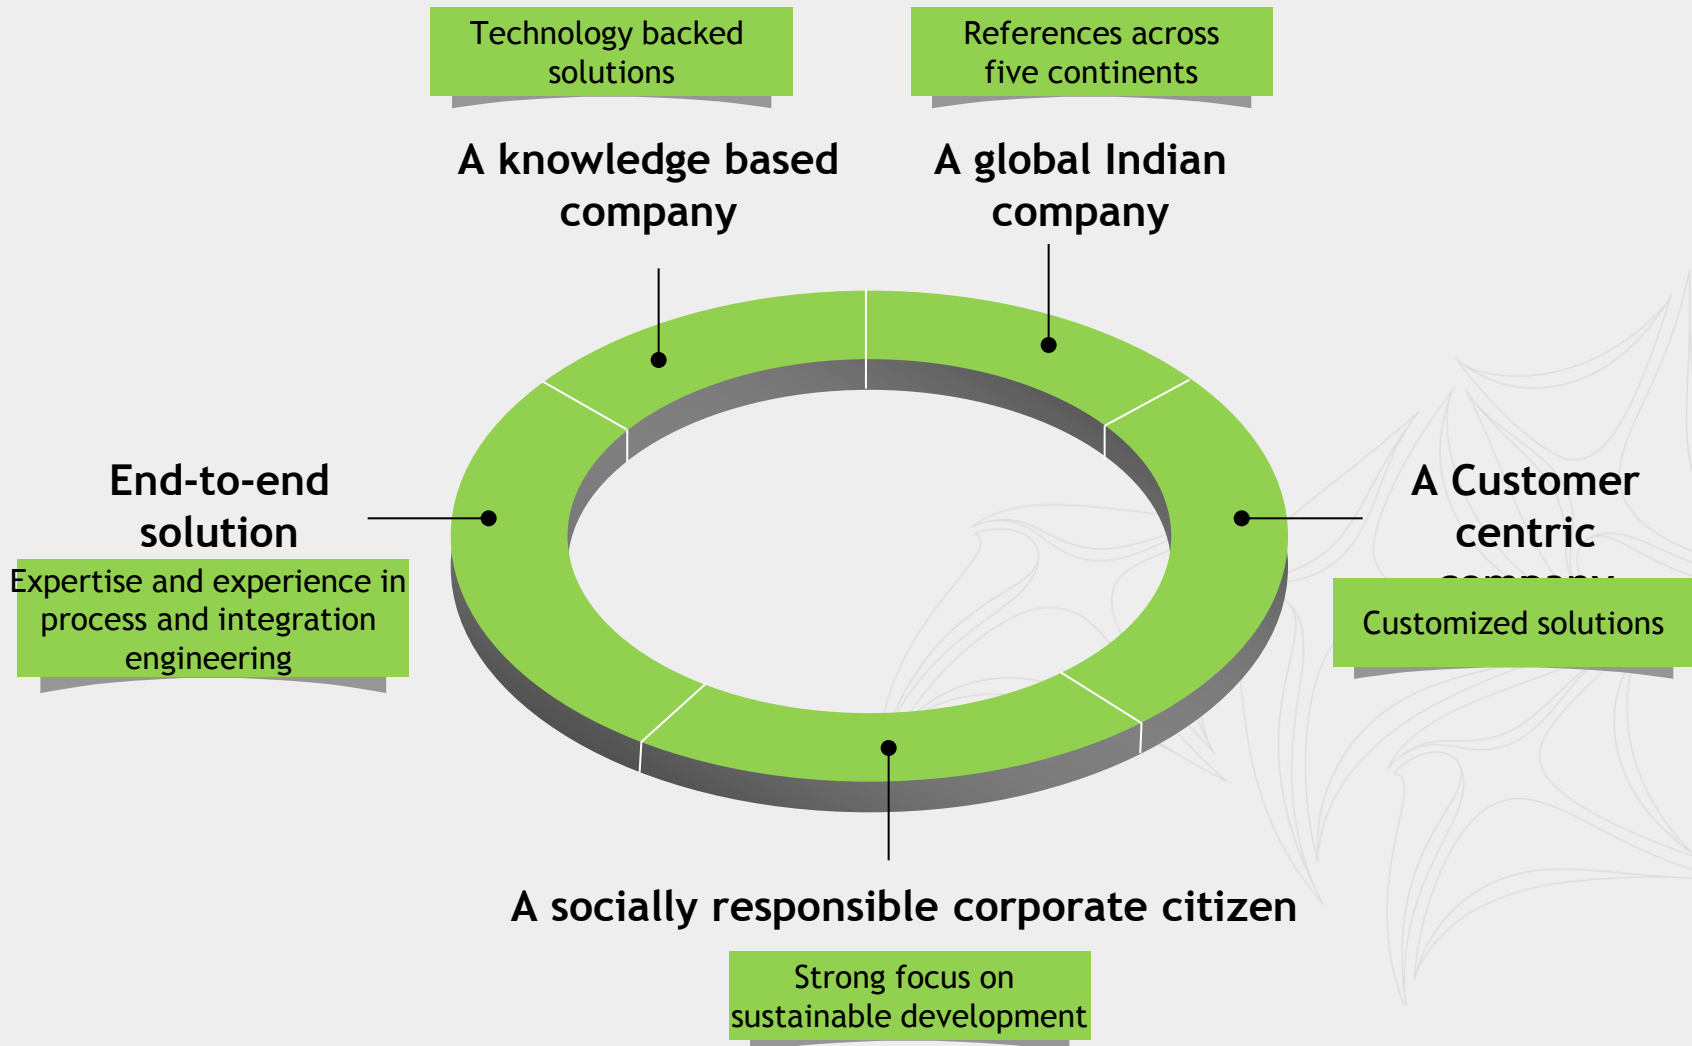 Technology backed
solutions
References across
five continents
A knowledge based
company
A global Indian
company
End-to-end
solution
Expertise and experience in
process and integration
engineering
A Customer
centric
company
Customized solutions
A socially responsible corporate citizen
Strong focus on
sustainable development